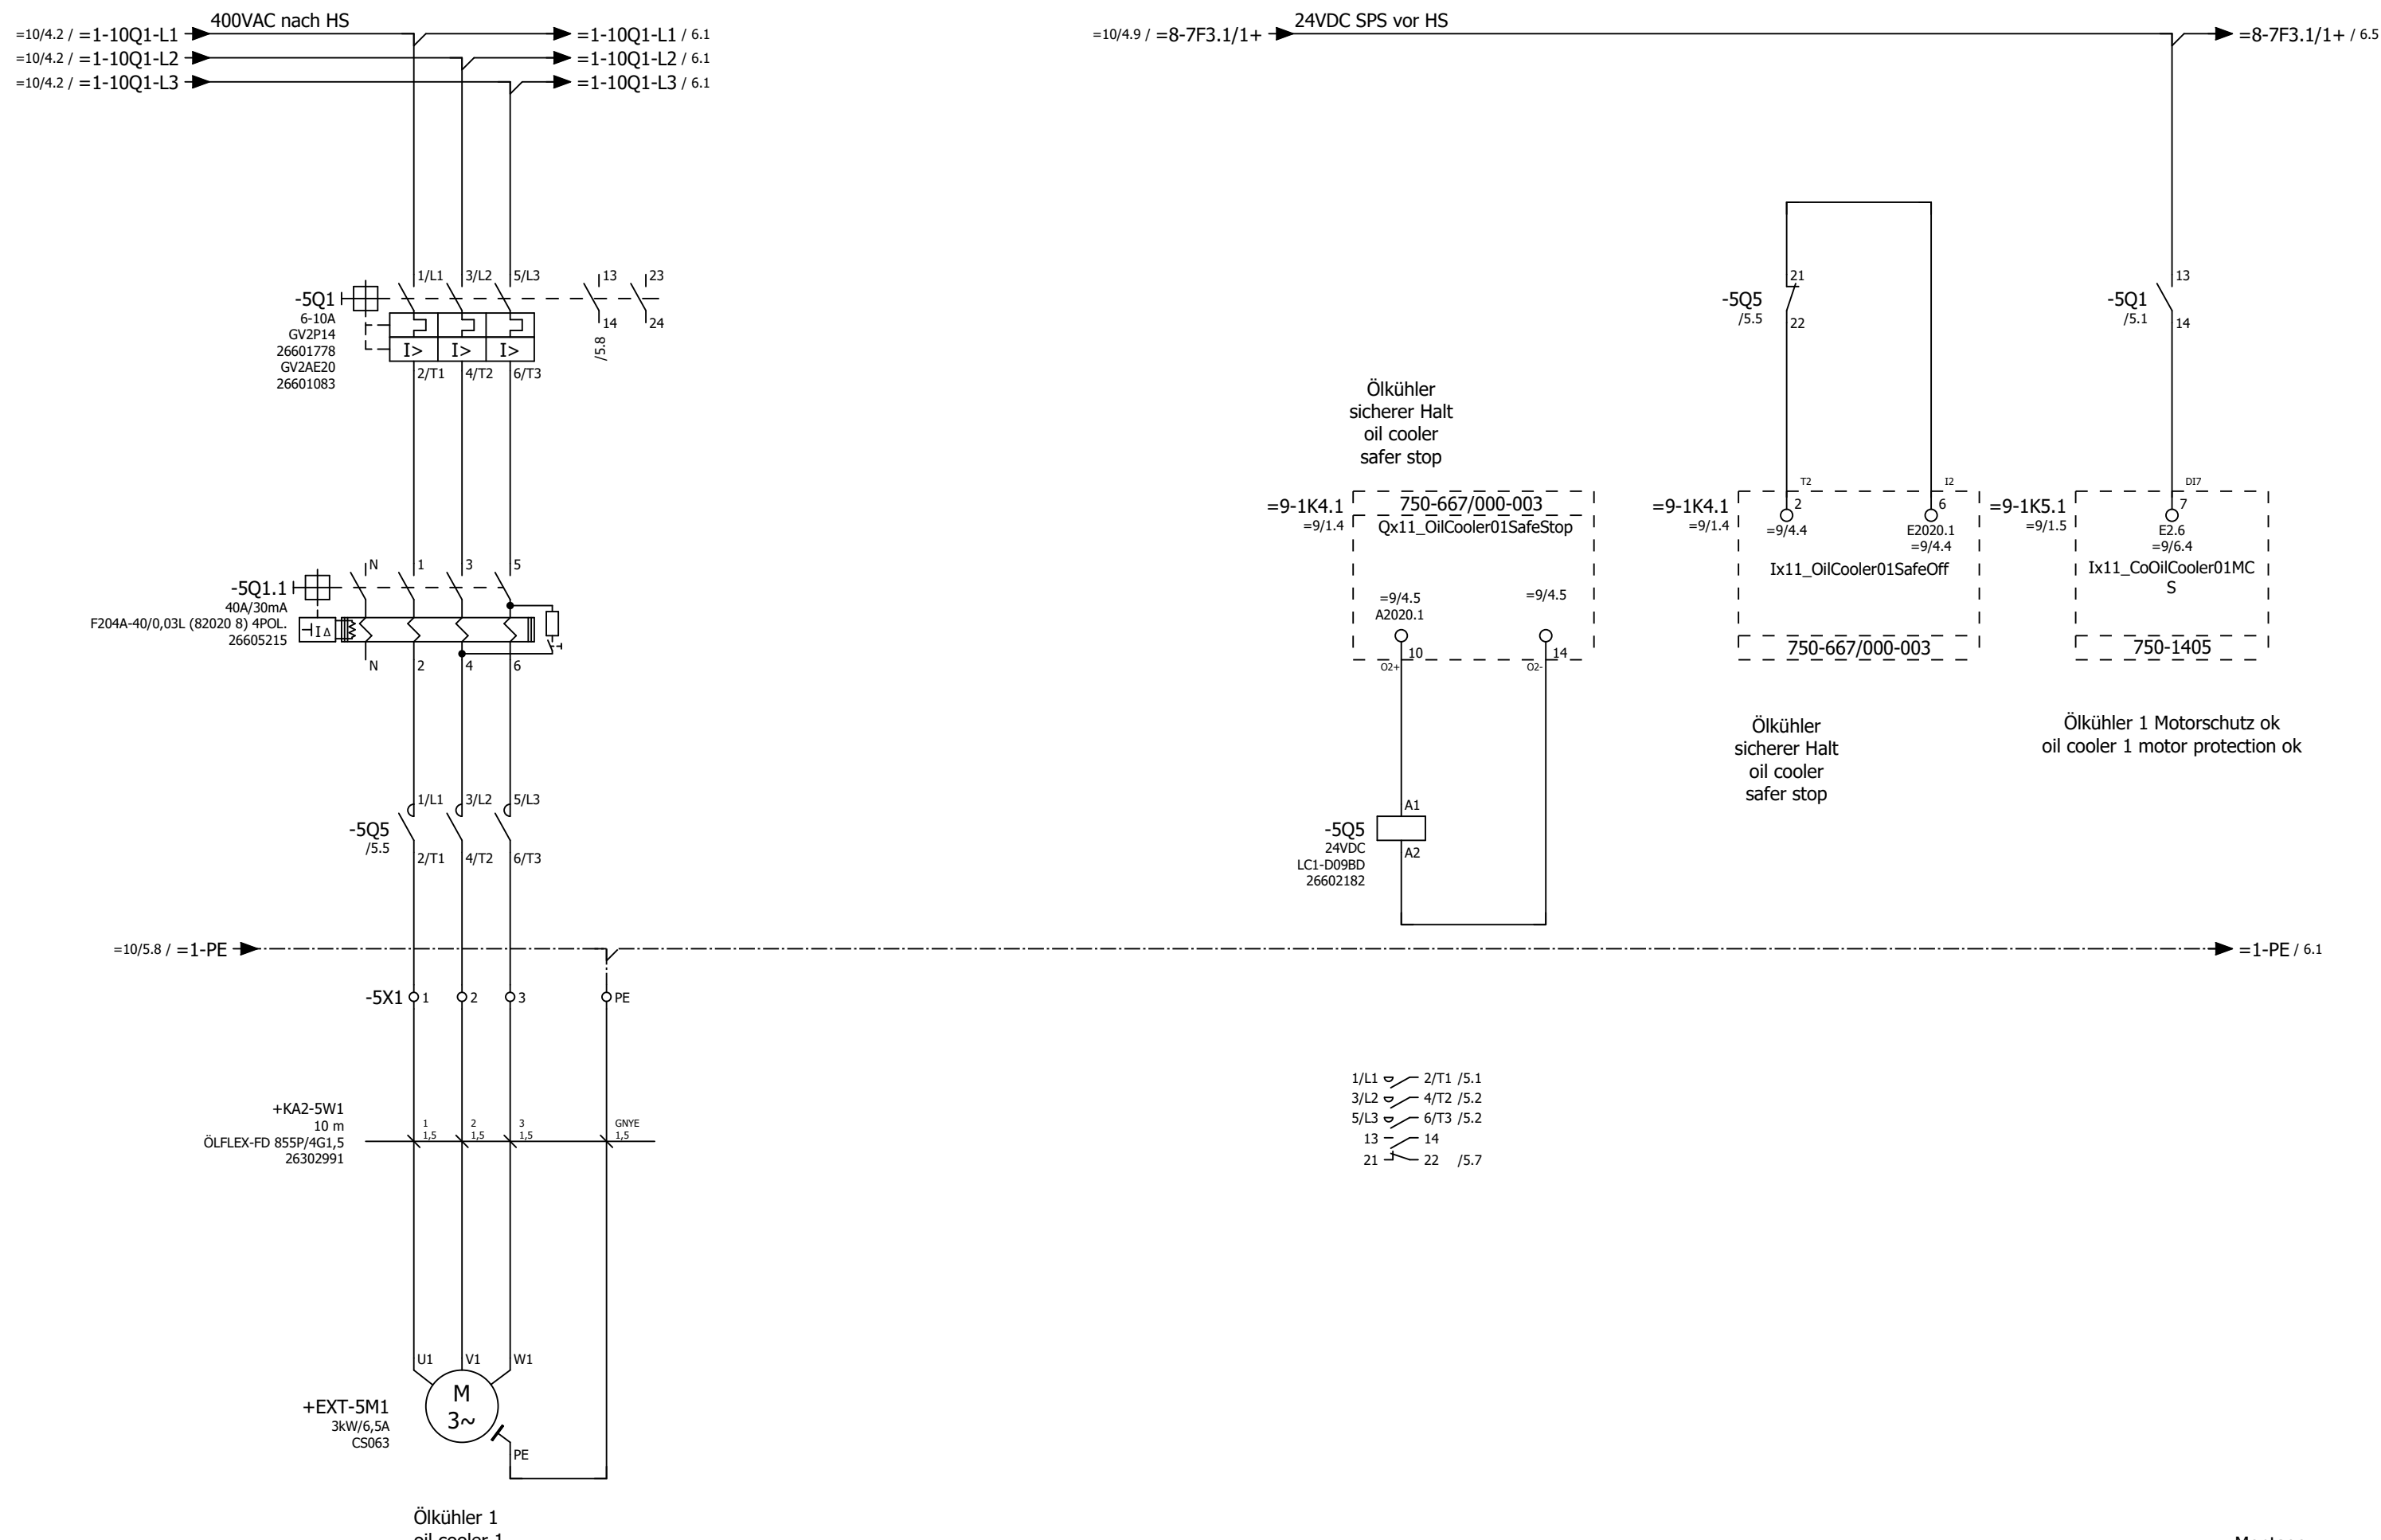 400VAC nach HS
=10/4.2 / =1-10Q1-L1
=1-10Q1-L1 / 6.1
=10/4.2 / =1-10Q1-L2
=1-10Q1-L2 / 6.1
=10/4.2 / =1-10Q1-L3
=1-10Q1-L3 / 6.1
24VDC SPS vor HS
=10/4.9 / =8-7F3.1/1+
=8-7F3.1/1+ / 6.5
1/L1 3/L2 5/L3 13 23
-5Q1
6-10A
GV2P14
26601778
GV2AE20
26601083
14 24
/5.8
I> I> I>
2/T1 4/T2 6/T3
N 1 3 5
-5Q1.1
40A/30mA
F204A-40/0,03L (82020 8) 4POL.
26605215
I Δ
N 2 4 6
1/L1 3/L2 5/L3
-5Q5
/5.5
2/T1 4/T2 6/T3
=10/5.8 / =1-PE
=1-PE / 6.1
-5X1 1 2 3 PE
+KA2-5W1
10 m
ÖLFLEX-FD 855P/4G1,5
26302991
1 2 3 GNYE
1,5 1,5 1,5 1,5
U1 V1 W1
M
3~
+EXT-5M1
3kW/6,5A
CS063
PE
Ölkühler 1
oil cooler 1
Ölkühler
sicherer Halt
oil cooler
safer stop
=9-1K4.1
=9/1.4
750-667/000-003
Qx11_OilCooler01SafeStop
=9/4.5 =9/4.5
A2020.1
10 14
O2+ O2-
A1
-5Q5
24VDC
LC1-D09BD
26602182
A2
1/L1 2/T1 /5.1
3/L2 4/T2 /5.2
5/L3 6/T3 /5.2
13 14
21 22 /5.7
21
-5Q5
/5.5
22
T2 I2
=9-1K4.1
=9/1.4
2 6
=9/4.4
E2020.1
=9/4.4
Ix11_OilCooler01SafeOff
750-667/000-003
Ölkühler
sicherer Halt
oil cooler
safer stop
13
-5Q1
/5.1
14
DI7
=9-1K5.1
=9/1.5
7
E2.6
=9/6.4
Ix11_CoOilCooler01MC
S
750-1405
Ölkühler 1 Motorschutz ok
oil cooler 1 motor protection ok